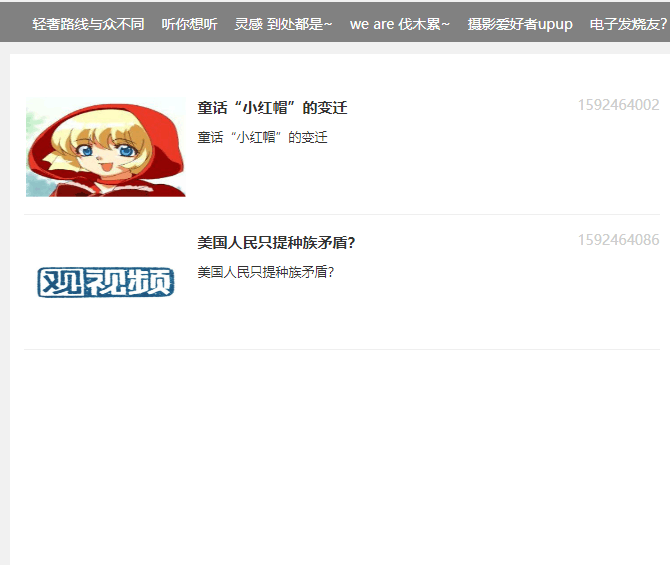 轻奢路线与众不同 听你想听 灵感 到处都是~ we are 伐木累~ 摄影爱好者upup 电子发烧友?
童话“小红帽”的变迁 1592464002
童话“小红帽”的变迁
美国人民只提种族矛盾? 1592464086
美国人民只提种族矛盾?
观视频